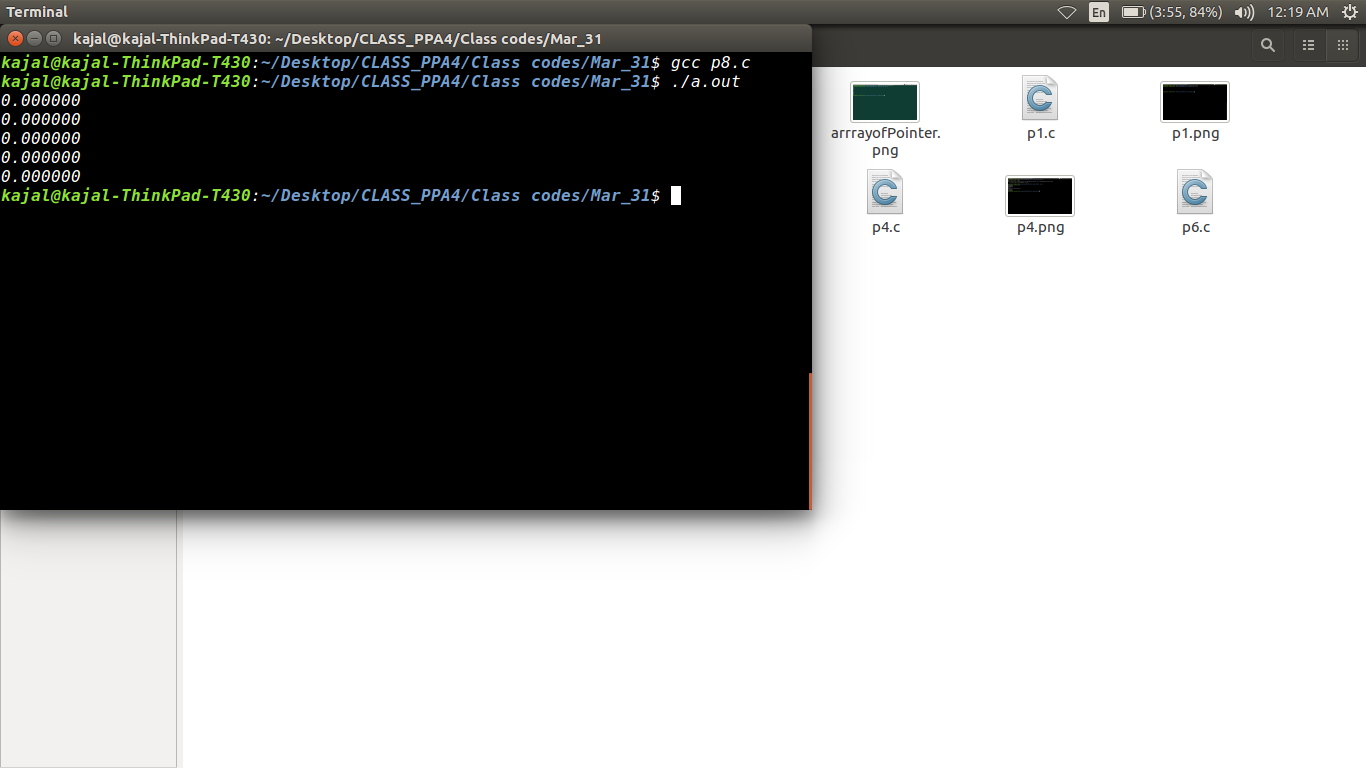 Terminal
En
(3:55, 84%)
12:19 AM
kajal@kajal-ThinkPad-T430: ~/Desktop/CLASS_PPA4/Class codes/Mar_31
kajal@kajal-ThinkPad-T430:~/Desktop/CLASS_PPA4/Class codes/Mar_31$ gcc p8.c
kajal@kajal-ThinkPad-T430:~/Desktop/CLASS_PPA4/Class codes/Mar_31$ ./a.out
0.000000
0.000000
0.000000
0.000000
0.000000
kajal@kajal-ThinkPad-T430:~/Desktop/CLASS_PPA4/Class codes/Mar_31$
arrrayofPointer.
png
p1.c
p1.png
p4.c
p4.png
p6.c